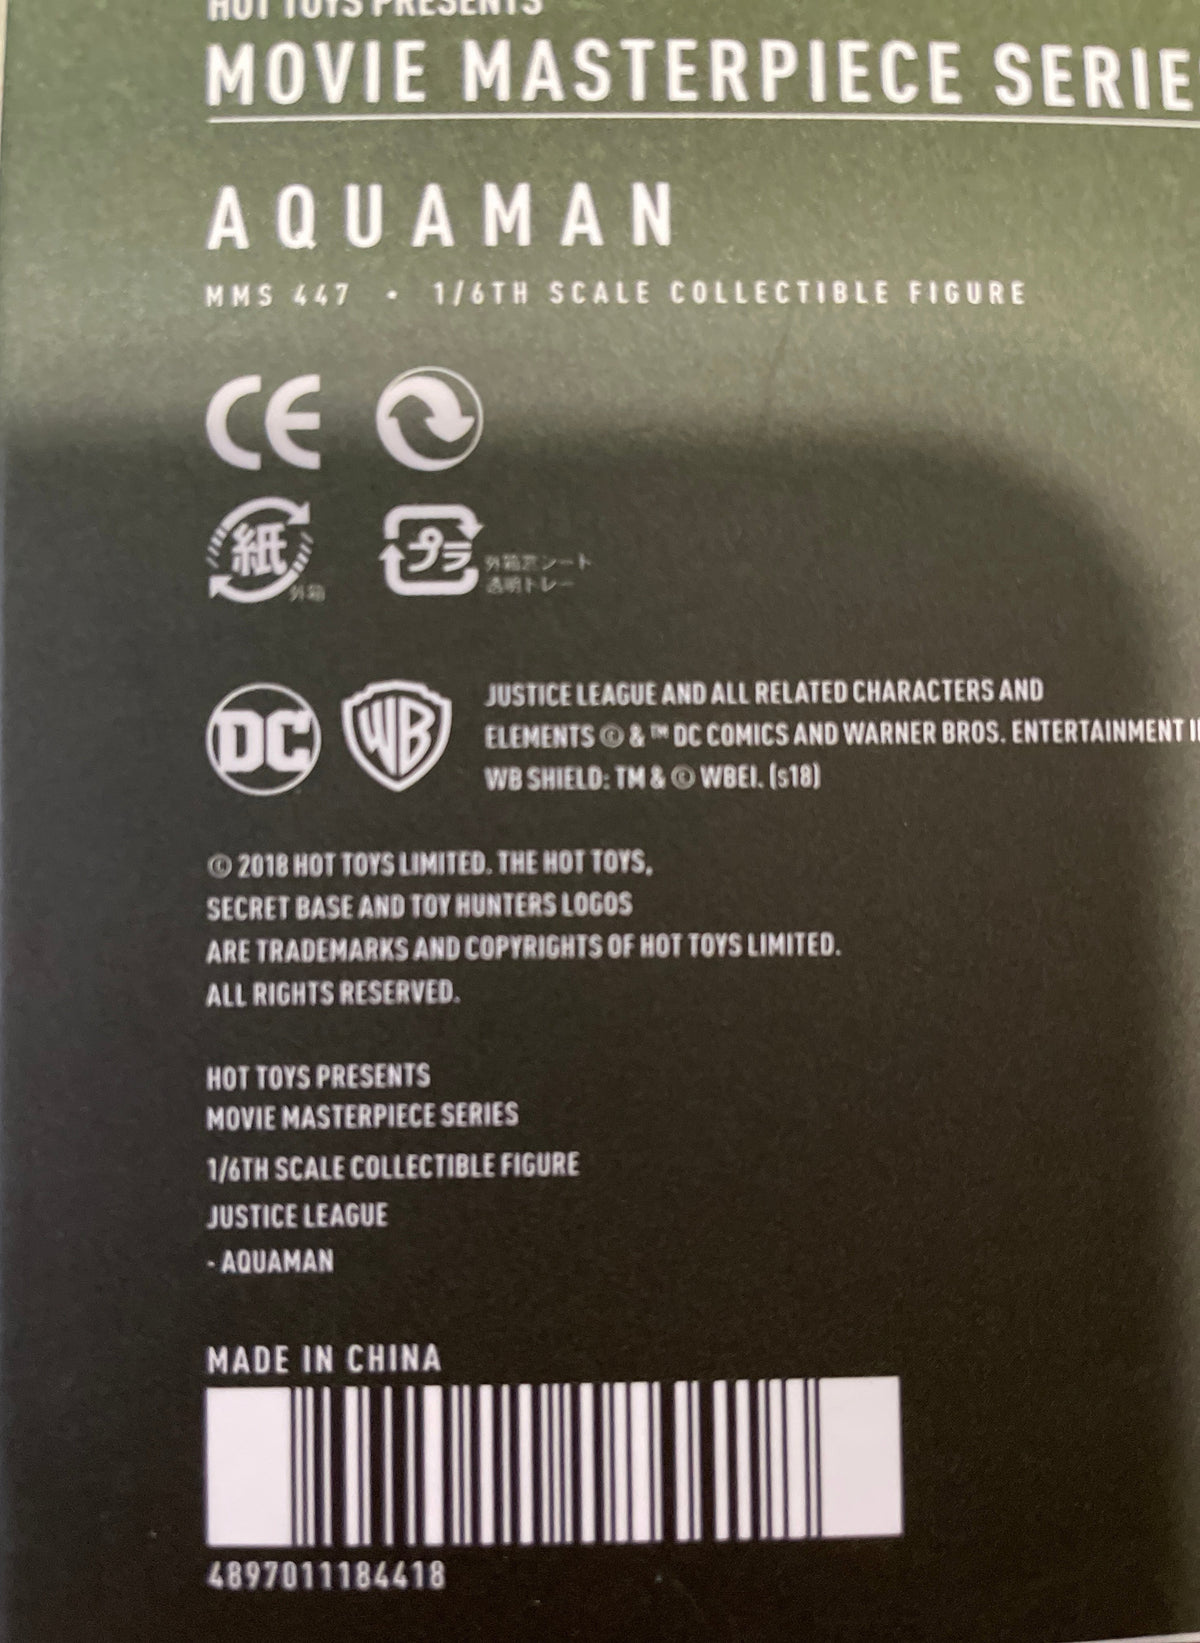 HOT TOYS PRESENTS
MOVIE MASTERPIECE SERIES
AQUAMAN
MMS 447 • 1/6TH SCALE COLLECTIBLE FIGURE
CE
紙
外箱
プラ
外箱窓シート
透明トレー
DC
WB
JUSTICE LEAGUE AND ALL RELATED CHARACTERS AND
ELEMENTS © & ™ DC COMICS AND WARNER BROS. ENTERTAINMENT
WB SHIELD: TM & © WBEI. (s18)
© 2018 HOT TOYS LIMITED. THE HOT TOYS,
SECRET BASE AND TOY HUNTERS LOGOS
ARE TRADEMARKS AND COPYRIGHTS OF HOT TOYS LIMITED.
ALL RIGHTS RESERVED.
HOT TOYS PRESENTS
MOVIE MASTERPIECE SERIES
1/6TH SCALE COLLECTIBLE FIGURE
JUSTICE LEAGUE
- AQUAMAN
MADE IN CHINA
4897011184418